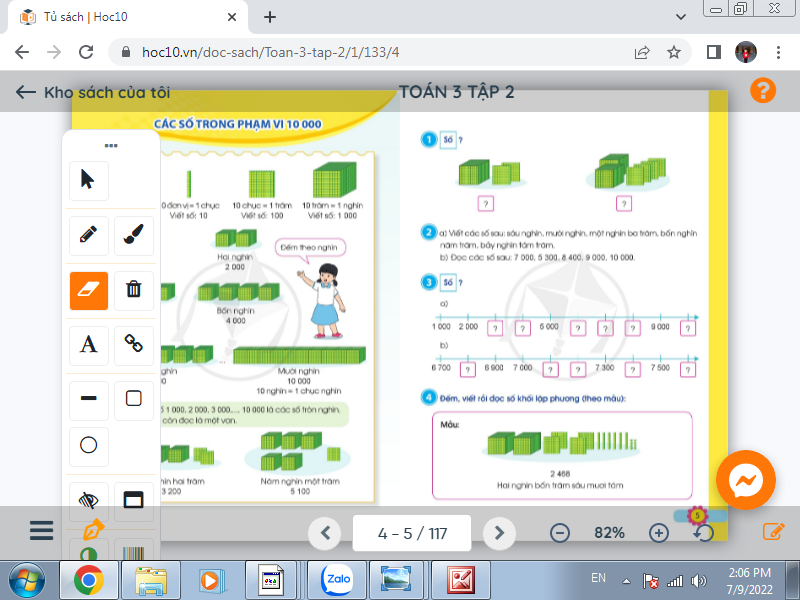 Tủ sách | Hoc10
hoc10.vn/doc-sach/Toan-3-tap-2/1/133/4
Kho sách của tôi
TOÁN 3 TẬP 2
CÁC SỐ TRONG PHẠM VI 10 000
0 đơn vị = 1 chục
Viết số: 10
10 chục = 1 trăm
Viết số: 100
10 trăm = 1 nghìn
Viết số: 1 000
Hai nghìn
2 000
Đếm theo nghìn
Bốn nghìn
4 000
...
Mười nghìn
10 000
10 nghìn = 1 chục nghìn
1 000, 2 000, 3 000,..., 10 000 là các số tròn nghìn.
còn đọc là một vạn.
hìn hai trăm
3 200
Năm nghìn một trăm
5 100
1 Số ?
? ?
2 a) Viết các số sau: sáu nghìn, mười nghìn, một nghìn ba trăm, bốn nghìn
năm trăm, bảy nghìn tám trăm.
b) Đọc các số sau: 7 000, 5 300, 8 400, 9 000, 10 000.
3 Số ?
a)
1 000 2 000 ? ? 5 000 ? ? ? 9 000 ?
b)
6 700 ? 6 900 7 000 ? ? 7 300 ? 7 500 ?
4 Đếm, viết rồi đọc số khối lập phương (theo mẫu):
Mẫu:
2 468
Hai nghìn bốn trăm sáu mươi tám
5
A
4 - 5 / 117
82%
Zalo
EN
2:06 PM
7/9/2022